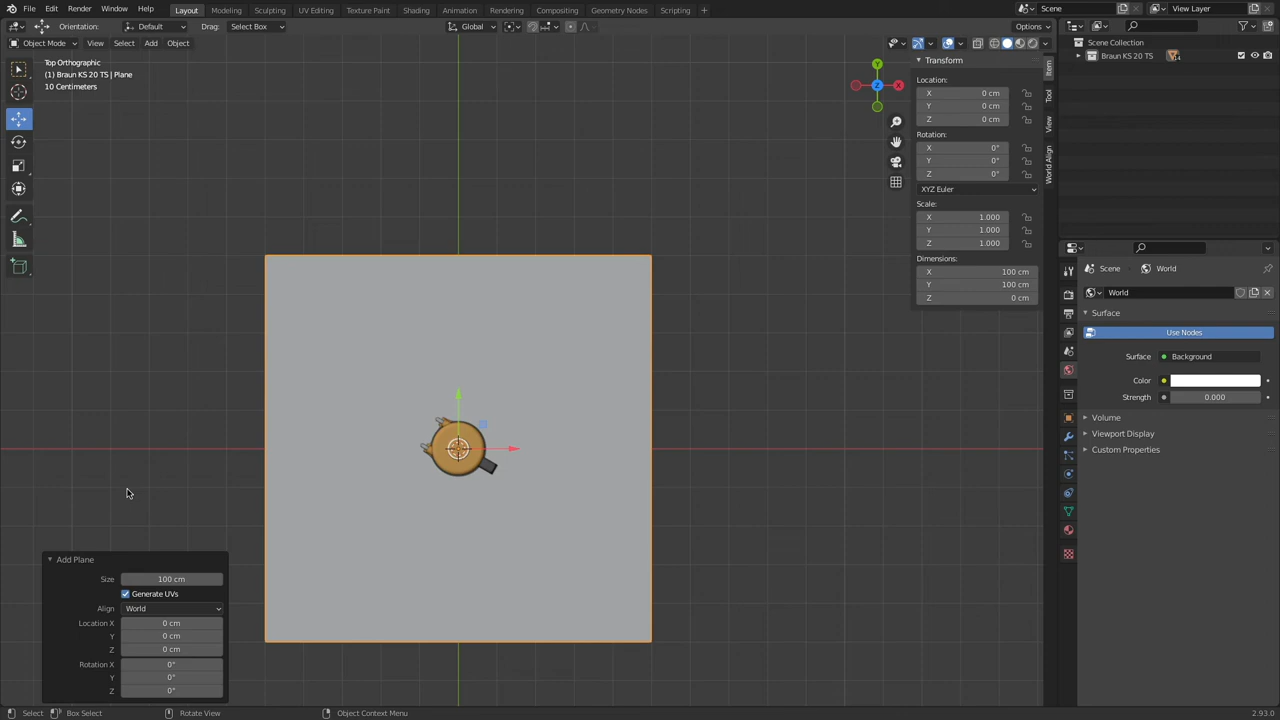 File Edit Render Window Help Layout Modeling Sculpting UV Editing Texture Paint Shading Animation Rendering Compositing Geometry Nodes Scripting + Scene View Layer
Orientation: Default Drag: Select Box Global Options
Object Mode View Select Add Object
Scene Collection
Braun KS 20 TS
Top Orthographic
(1) Braun KS 20 TS | Plane
10 Centimeters
Y
Z
X
Transform
Location:
X 0 cm
Y 0 cm
Z 0 cm
Rotation:
X 0°
Y 0°
Z 0°
XYZ Euler
Scale:
X 1.000
Y 1.000
Z 1.000
Dimensions:
X 100 cm
Y 100 cm
Z 0 cm
Item
Tool
View
World Align
Scene World
World
Surface
Use Nodes
Surface Background
Color
Strength 0.000
Volume
Viewport Display
Custom Properties
Add Plane
Size 100 cm
Generate UVs
Align World
Location X 0 cm
Y 0 cm
Z 0 cm
Rotation X 0°
Y 0°
Z 0°
Select Box Select Rotate View Object Context Menu 2.93.0